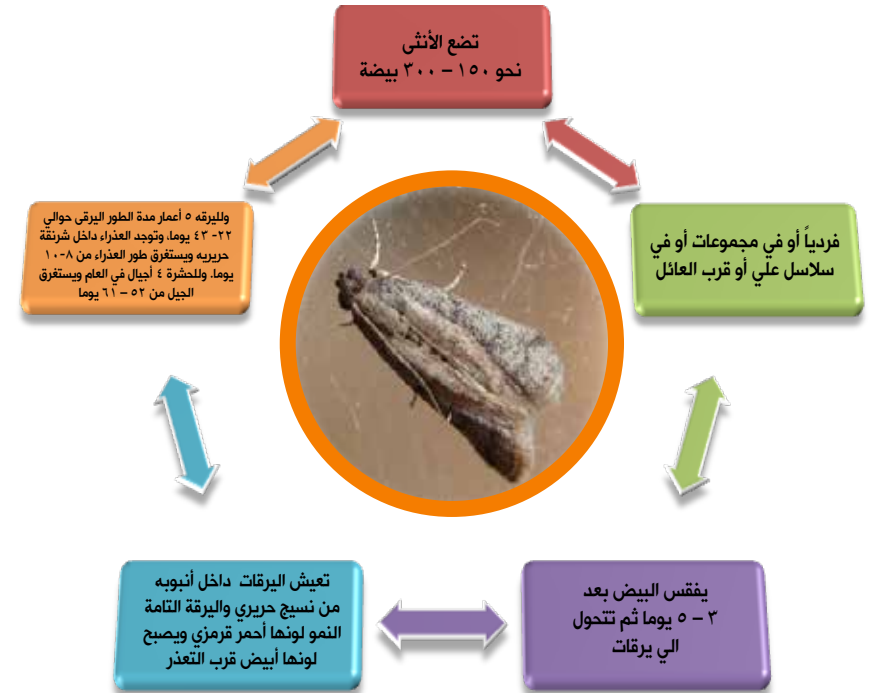 تضع الأنثى
نحو ١٥٠ – ٣٠٠ بيضة
فردياً أو في مجموعات أو في
سلاسل علي أو قرب العائل
يفقس البيض بعد
٣ – ٥ يوما ثم تتحول
الي يرقات
تعيش اليرقات داخل أنبوبه
من نسيج حريري واليرقة التامة
النمو لونها أحمر قرمزي ويصبح
لونها أبيض قرب التعذر
ولليرقه ٥ أعمار مدة الطور اليرقى حوالي
٢٢- ٤٣ يوما، وتوجد العذراء داخل شرنقة
حريريه ويستغرق طور العذراء من ٨-١٠
يوما. وللحشرة ٤ أجيال في العام ويستغرق
الجيل من ٥٢ – ٦١ يوما